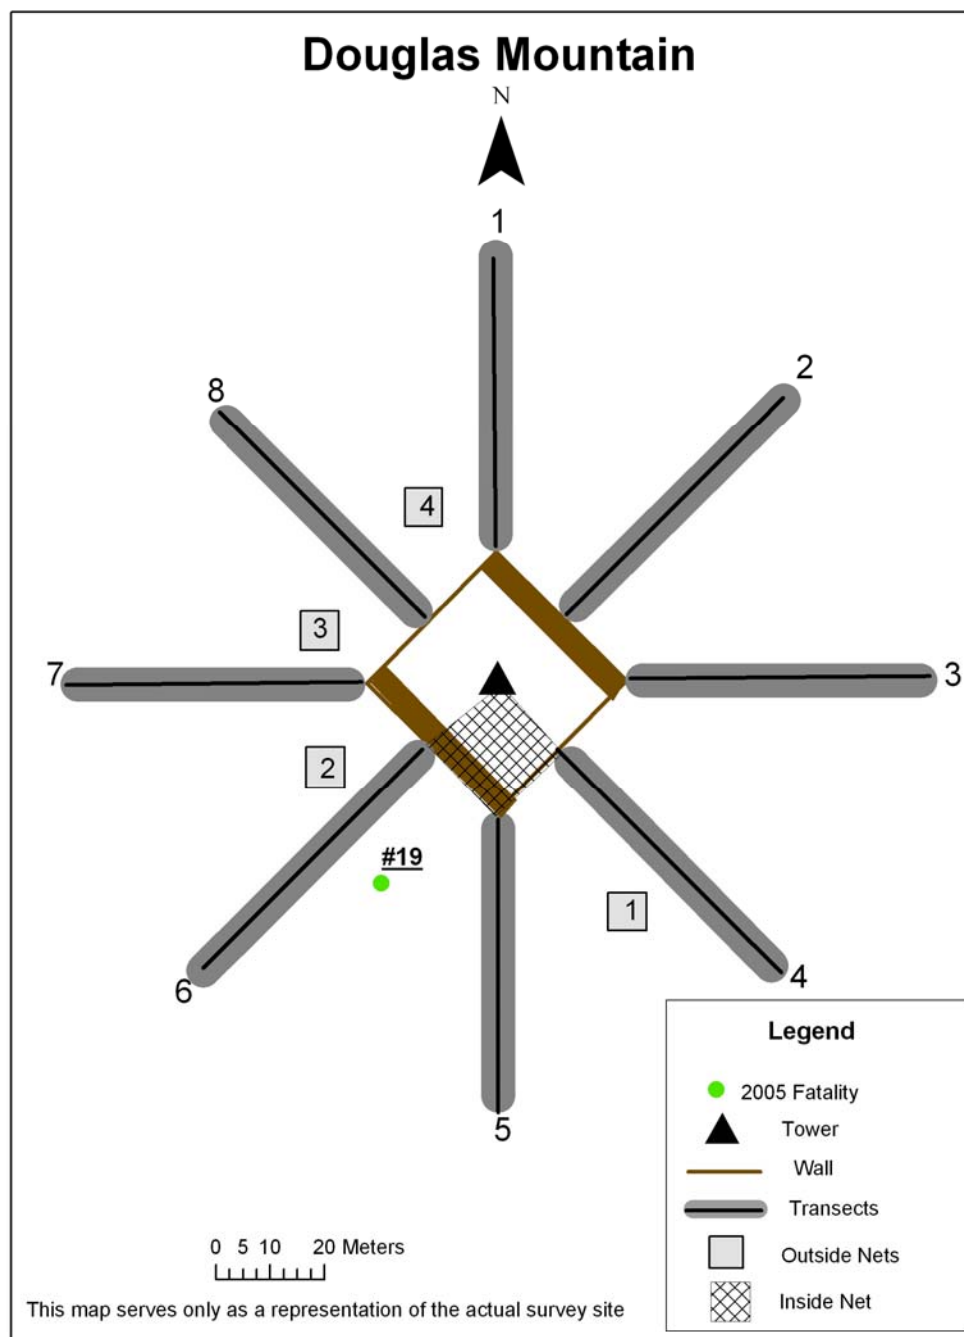 Douglas Mountain
N
1
2
8
4
3
7
3
2
#19
1
6
4
5
Legend
2005 Fatality
Tower
Wall
Transects
Outside Nets
Inside Net
0 5 10 20 Meters
This map serves only as a representation of the actual survey site